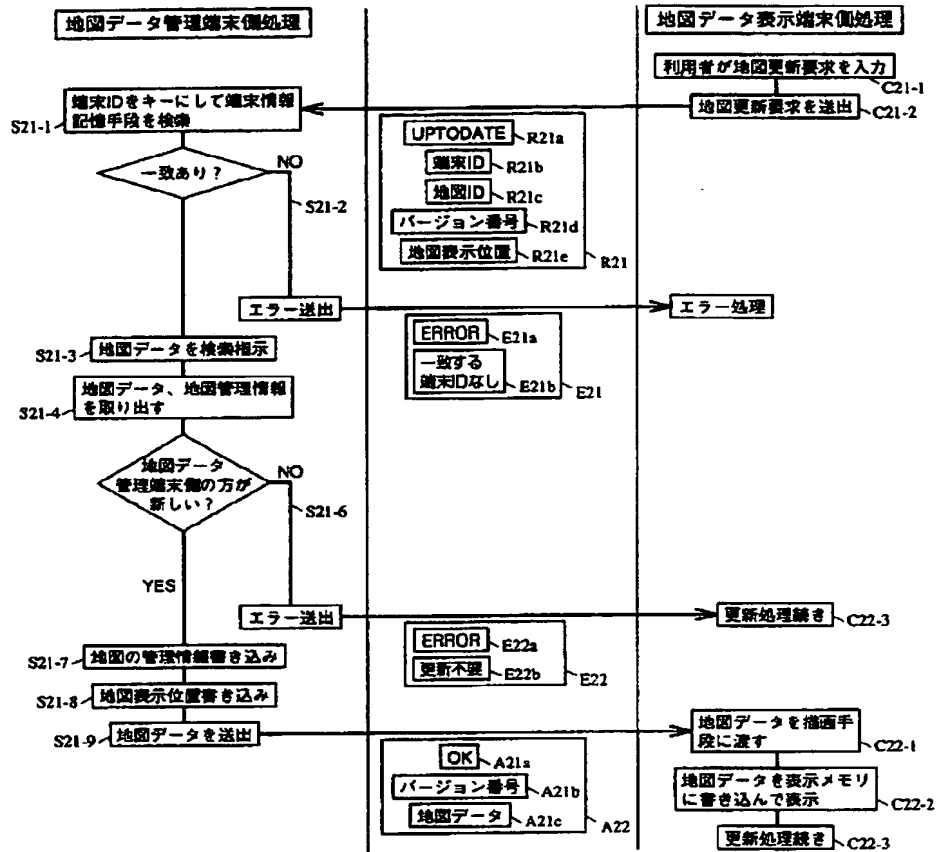 地図データ管理端末側処理
地図データ表示端末側処理
利用者が地図更新要求を入力
C21-1
地図更新要求を送出
C21-2
端末IDをキーにして端末情報
記憶手段を検索
S21-1
UPTODATE
R21a
端末ID
R21b
地図ID
R21c
バージョン番号
R21d
地図表示位置
R21e
R21
一致あり？
NO
S21-2
エラー送出
エラー処理
ERROR
E21a
一致する
端末IDなし
E21b
E21
S21-3
地図データを検索指示
地図データ、地図管理情報
を取り出す
S21-4
地図データ
管理端末側の方が
新しい？
NO
S21-6
YES
エラー送出
更新処理続き
C22-3
ERROR
E22a
更新不要
E22b
E22
S21-7
地図の管理情報書き込み
S21-8
地図表示位置書き込み
S21-9
地図データを送出
地図データを描画手
段に渡す
C22-1
OK
A21a
バージョン番号
A21b
地図データ
A21c
A22
地図データを表示メモリ
に書き込んで表示
C22-2
更新処理続き
C22-3